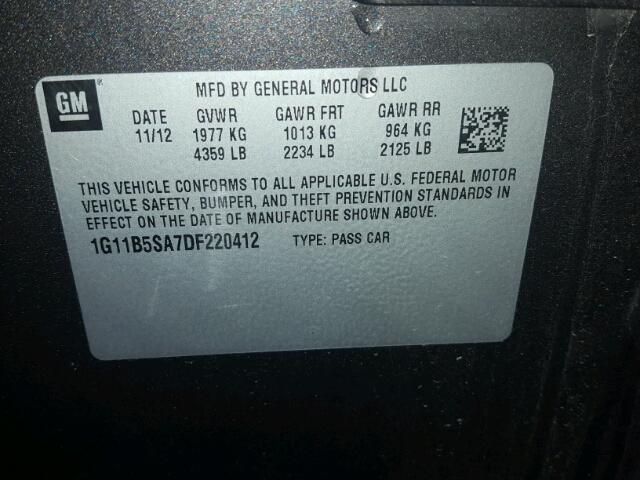 GM
MFD BY GENERAL MOTORS LLC
DATE GVWR GAWR FRT GAWR RR
11/12 1977 KG 1013 KG 964 KG
4359 LB 2234 LB 2125 LB
THIS VEHICLE CONFORMS TO ALL APPLICABLE U.S. FEDERAL MOTOR
VEHICLE SAFETY, BUMPER, AND THEFT PREVENTION STANDARDS IN
EFFECT ON THE DATE OF MANUFACTURE SHOWN ABOVE.
1G11B5SA7DF220412 TYPE: PASS CAR